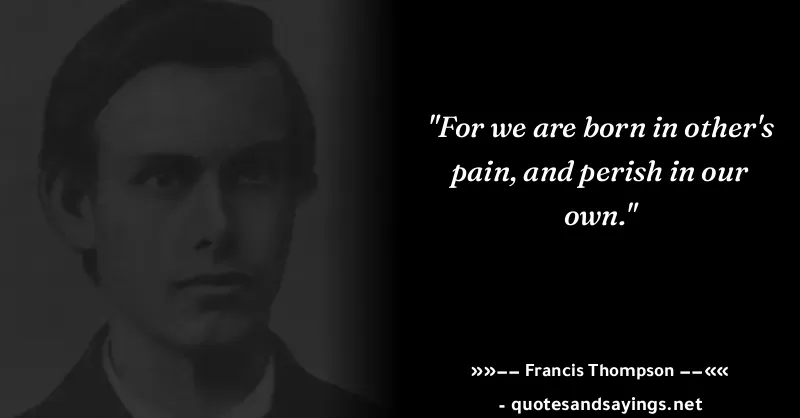 "For we are born in other's
pain, and perish in our
own."
»»–– Francis Thompson ––««
- quotesandsayings.net